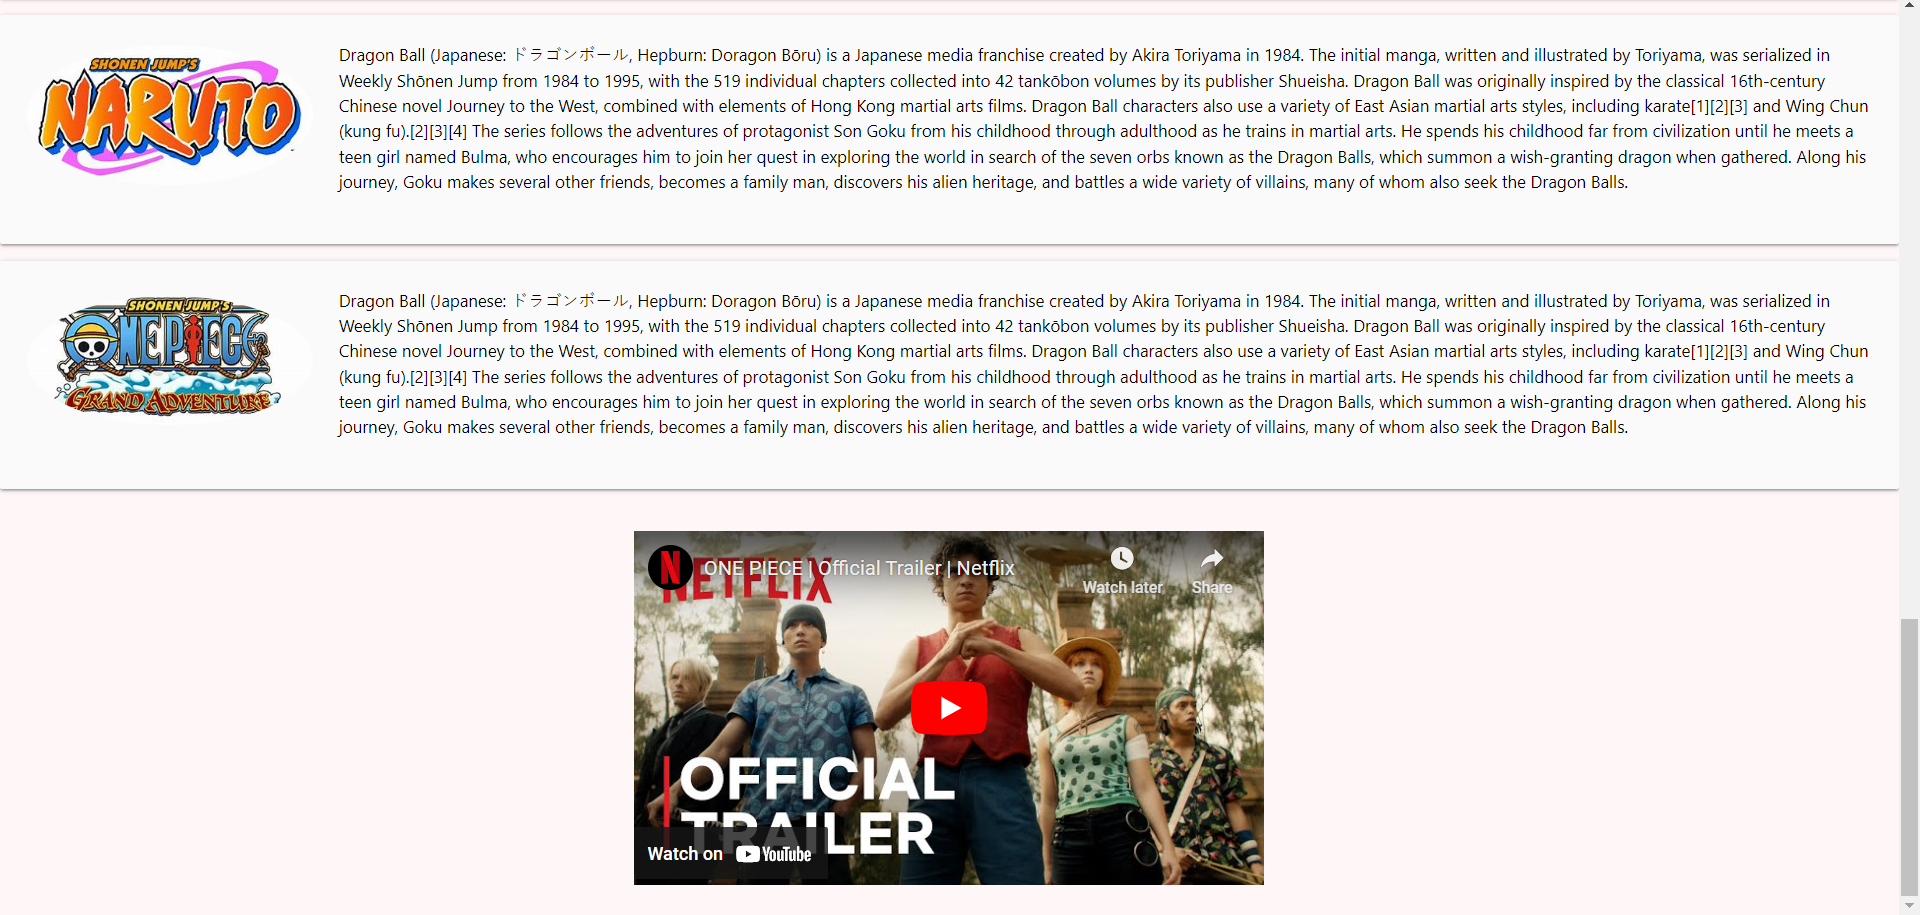 SHONEN JUMP'S
NARUTO
Dragon Ball (Japanese: ドラゴンボール, Hepburn: Doragon Bōru) is a Japanese media franchise created by Akira Toriyama in 1984. The initial manga, written and illustrated by Toriyama, was serialized in
Weekly Shōnen Jump from 1984 to 1995, with the 519 individual chapters collected into 42 tankōbon volumes by its publisher Shueisha. Dragon Ball was originally inspired by the classical 16th-century
Chinese novel Journey to the West, combined with elements of Hong Kong martial arts films. Dragon Ball characters also use a variety of East Asian martial arts styles, including karate[1][2][3] and Wing Chun
(kung fu).[2][3][4] The series follows the adventures of protagonist Son Goku from his childhood through adulthood as he trains in martial arts. He spends his childhood far from civilization until he meets a
teen girl named Bulma, who encourages him to join her quest in exploring the world in search of the seven orbs known as the Dragon Balls, which summon a wish-granting dragon when gathered. Along his
journey, Goku makes several other friends, becomes a family man, discovers his alien heritage, and battles a wide variety of villains, many of whom also seek the Dragon Balls.
SHONEN JUMP'S
ONE PIECE
GRAND ADVENTURE
Dragon Ball (Japanese: ドラゴンボール, Hepburn: Doragon Bōru) is a Japanese media franchise created by Akira Toriyama in 1984. The initial manga, written and illustrated by Toriyama, was serialized in
Weekly Shōnen Jump from 1984 to 1995, with the 519 individual chapters collected into 42 tankōbon volumes by its publisher Shueisha. Dragon Ball was originally inspired by the classical 16th-century
Chinese novel Journey to the West, combined with elements of Hong Kong martial arts films. Dragon Ball characters also use a variety of East Asian martial arts styles, including karate[1][2][3] and Wing Chun
(kung fu).[2][3][4] The series follows the adventures of protagonist Son Goku from his childhood through adulthood as he trains in martial arts. He spends his childhood far from civilization until he meets a
teen girl named Bulma, who encourages him to join her quest in exploring the world in search of the seven orbs known as the Dragon Balls, which summon a wish-granting dragon when gathered. Along his
journey, Goku makes several other friends, becomes a family man, discovers his alien heritage, and battles a wide variety of villains, many of whom also seek the Dragon Balls.
N
ONE PIECE | Official Trailer | Netflix
NETFLIX
Watch later
Share
OFFICIAL
TRAILER
Watch on YouTube